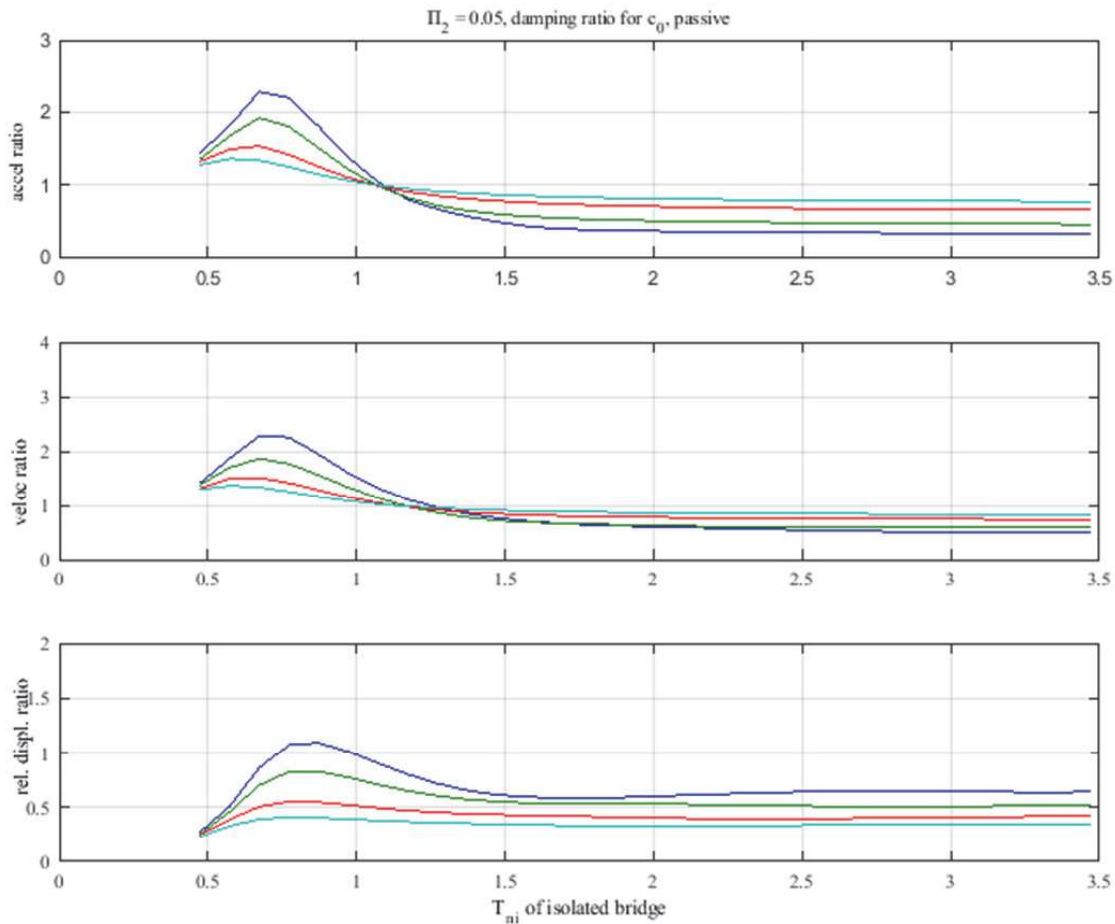 Π₂ = 0.05, damping ratio for c₀, passive
3
2
1
0
accel ratio
0 0.5 1 1.5 2 2.5 3 3.5
4
3
2
1
0
veloc ratio
0 0.5 1 1.5 2 2.5 3 3.5
2
1.5
1
0.5
0
rel. displ. ratio
0 0.5 1 1.5 2 2.5 3 3.5
Tₙᵢ of isolated bridge